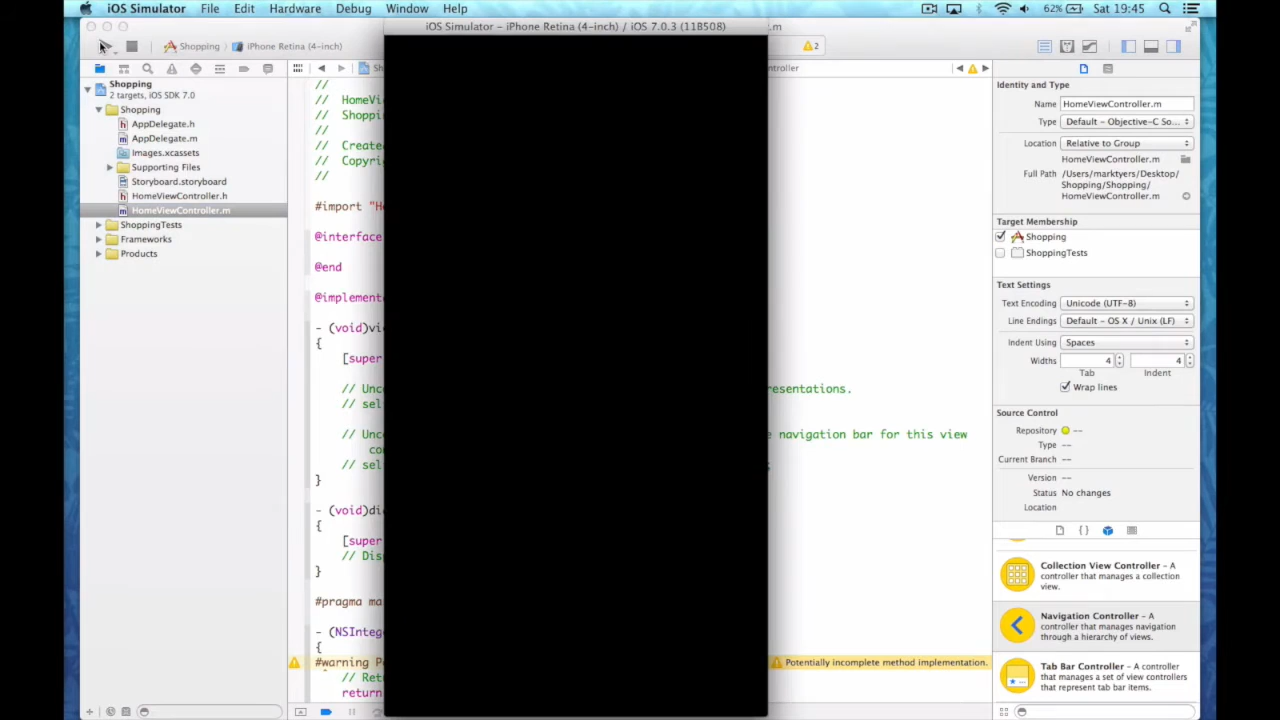 iOS Simulator File Edit Hardware Debug Window Help 62% Sat 19:45
iOS Simulator - iPhone Retina (4-inch) / iOS 7.0.3 (11B508) .m
Shopping iPhone Retina (4-inch) 2
Shopping
2 targets, iOS SDK 7.0
Shopping
AppDelegate.h
AppDelegate.m
Images.xcassets
Supporting Files
Storyboard.storyboard
HomeViewController.h
HomeViewController.m
ShoppingTests
Frameworks
Products
Sh
ntroller
//
// HomeVi
// Shoppi
//
// Create
// Copyri
//
#import "H
@interface
@end
@implement
- (void)vi
{
[super
// Unc esentations.
// sel
// Unc e navigation bar for this view
co
// sel ;
}
- (void)di
{
[super
// Dis
}
#pragma ma
- (NSInteg
{
#warning P Potentially incomplete method implementation.
// Ret
return
Identity and Type
Name HomeViewController.m
Type Default - Objective-C So...
Location Relative to Group
HomeViewController.m
Full Path /Users/marktyers/Desktop/
Shopping/Shopping/
HomeViewController.m
Target Membership
Shopping
ShoppingTests
Text Settings
Text Encoding Unicode (UTF-8)
Line Endings Default - OS X / Unix (LF)
Indent Using Spaces
Widths 4 4
Tab Indent
Wrap lines
Source Control
Repository --
Type --
Current Branch --
Version --
Status No changes
Location
{ }
Collection View Controller - A
controller that manages a collection
view.
Navigation Controller - A
controller that manages navigation
through a hierarchy of views.
Tab Bar Controller - A controller
that manages a set of view controllers
that represent tab bar items.